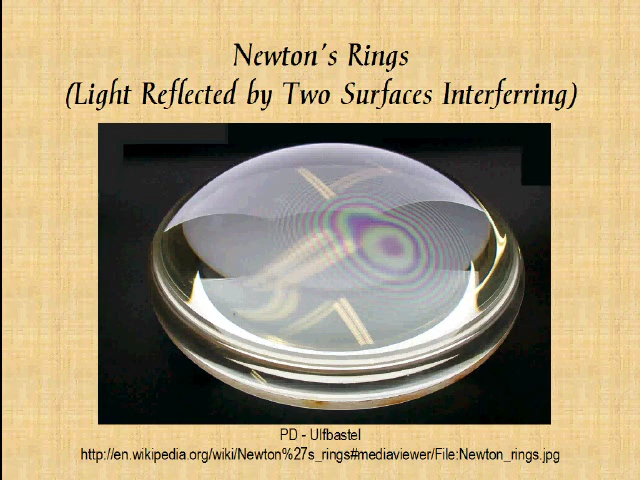 Newton's Rings
(Light Reflected by Two Surfaces Interferring)
PD - Ulfbastel
http://en.wikipedia.org/wiki/Newton%27s_rings#mediaviewer/File:Newton_rings.jpg